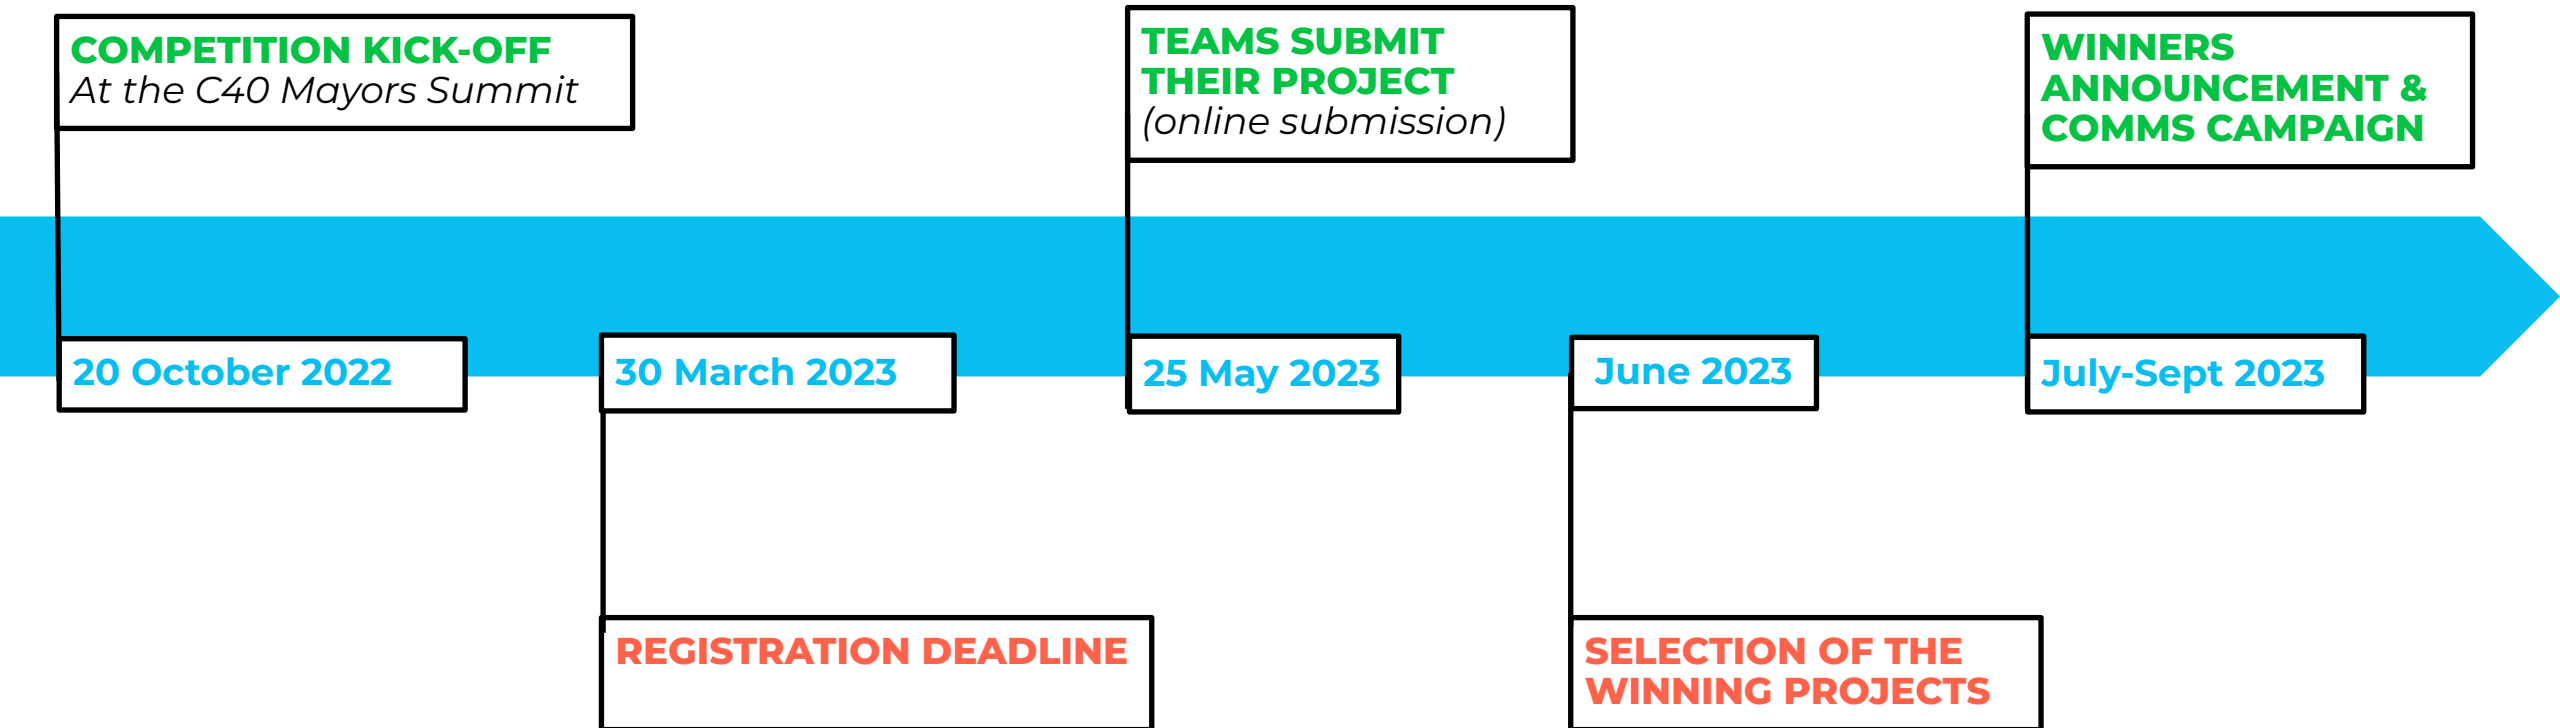 COMPETITION KICK-OFF
At the C40 Mayors Summit
TEAMS SUBMIT
THEIR PROJECT
(online submission)
WINNERS
ANNOUNCEMENT &
COMMS CAMPAIGN
20 October 2022
30 March 2023
25 May 2023
June 2023
July-Sept 2023
REGISTRATION DEADLINE
SELECTION OF THE
WINNING PROJECTS